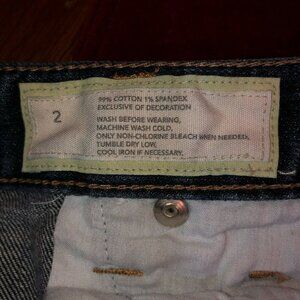 2
99% COTTON 1% SPANDEX
EXCLUSIVE OF DECORATION
WASH BEFORE WEARING,
MACHINE WASH COLD,
ONLY NON-CHLORINE BLEACH WHEN NEEDED,
TUMBLE DRY LOW,
COOL IRON IF NECESSARY.